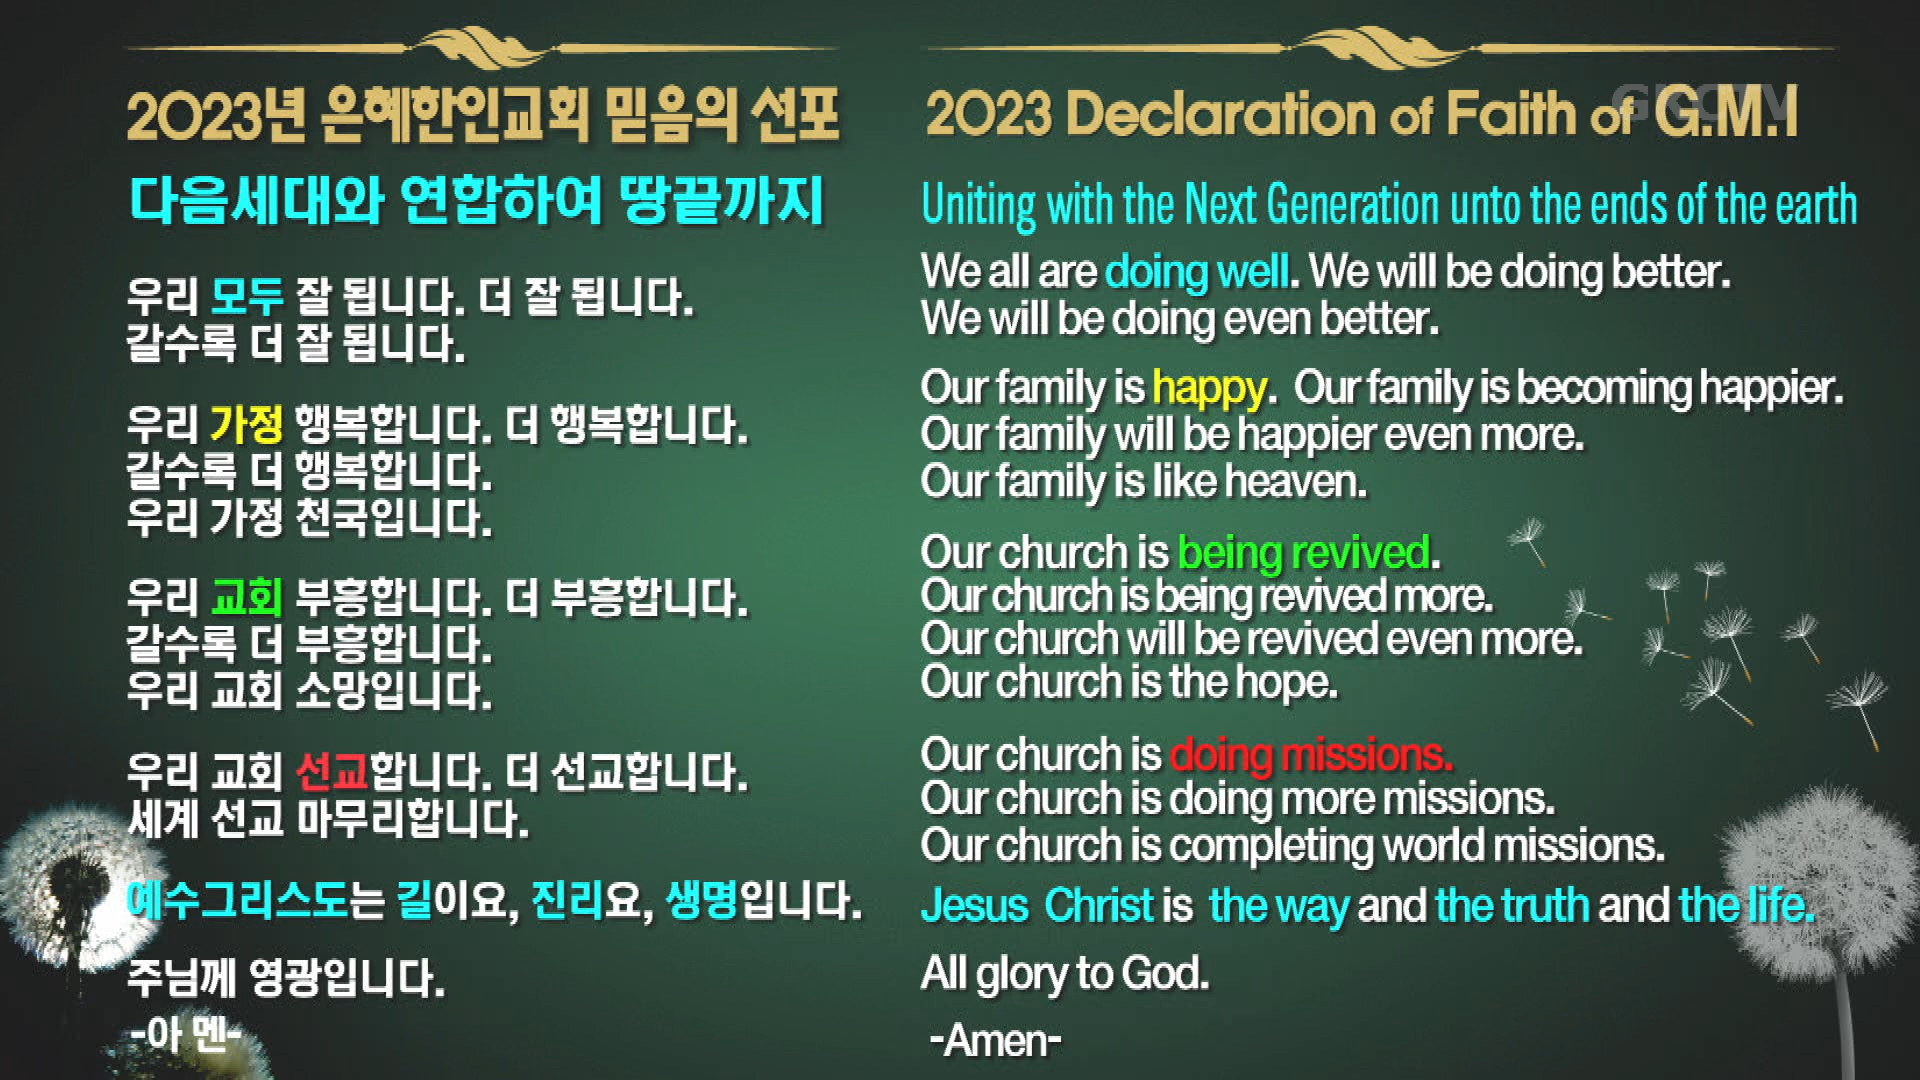 2023년 은혜한인교회 믿음의 선포
다음세대와 연합하여 땅끝까지
우리 모두 잘 됩니다. 더 잘 됩니다.
갈수록 더 잘 됩니다.
우리 가정 행복합니다. 더 행복합니다.
갈수록 더 행복합니다.
우리 가정 천국입니다.
우리 교회 부흥합니다. 더 부흥합니다.
갈수록 더 부흥합니다.
우리 교회 소망입니다.
우리 교회 선교합니다. 더 선교합니다.
세계 선교 마무리합니다.
예수그리스도는 길이요, 진리요, 생명입니다.
주님께 영광입니다.
-아 멘-
2023 Declaration of Faith of G.M.I
GKCTV
Uniting with the Next Generation unto the ends of the earth
We all are doing well. We will be doing better.
We will be doing even better.
Our family is happy. Our family is becoming happier.
Our family will be happier even more.
Our family is like heaven.
Our church is being revived.
Our church is being revived more.
Our church will be revived even more.
Our church is the hope.
Our church is doing missions.
Our church is doing more missions.
Our church is completing world missions.
Jesus Christ is the way and the truth and the life.
All glory to God.
-Amen-